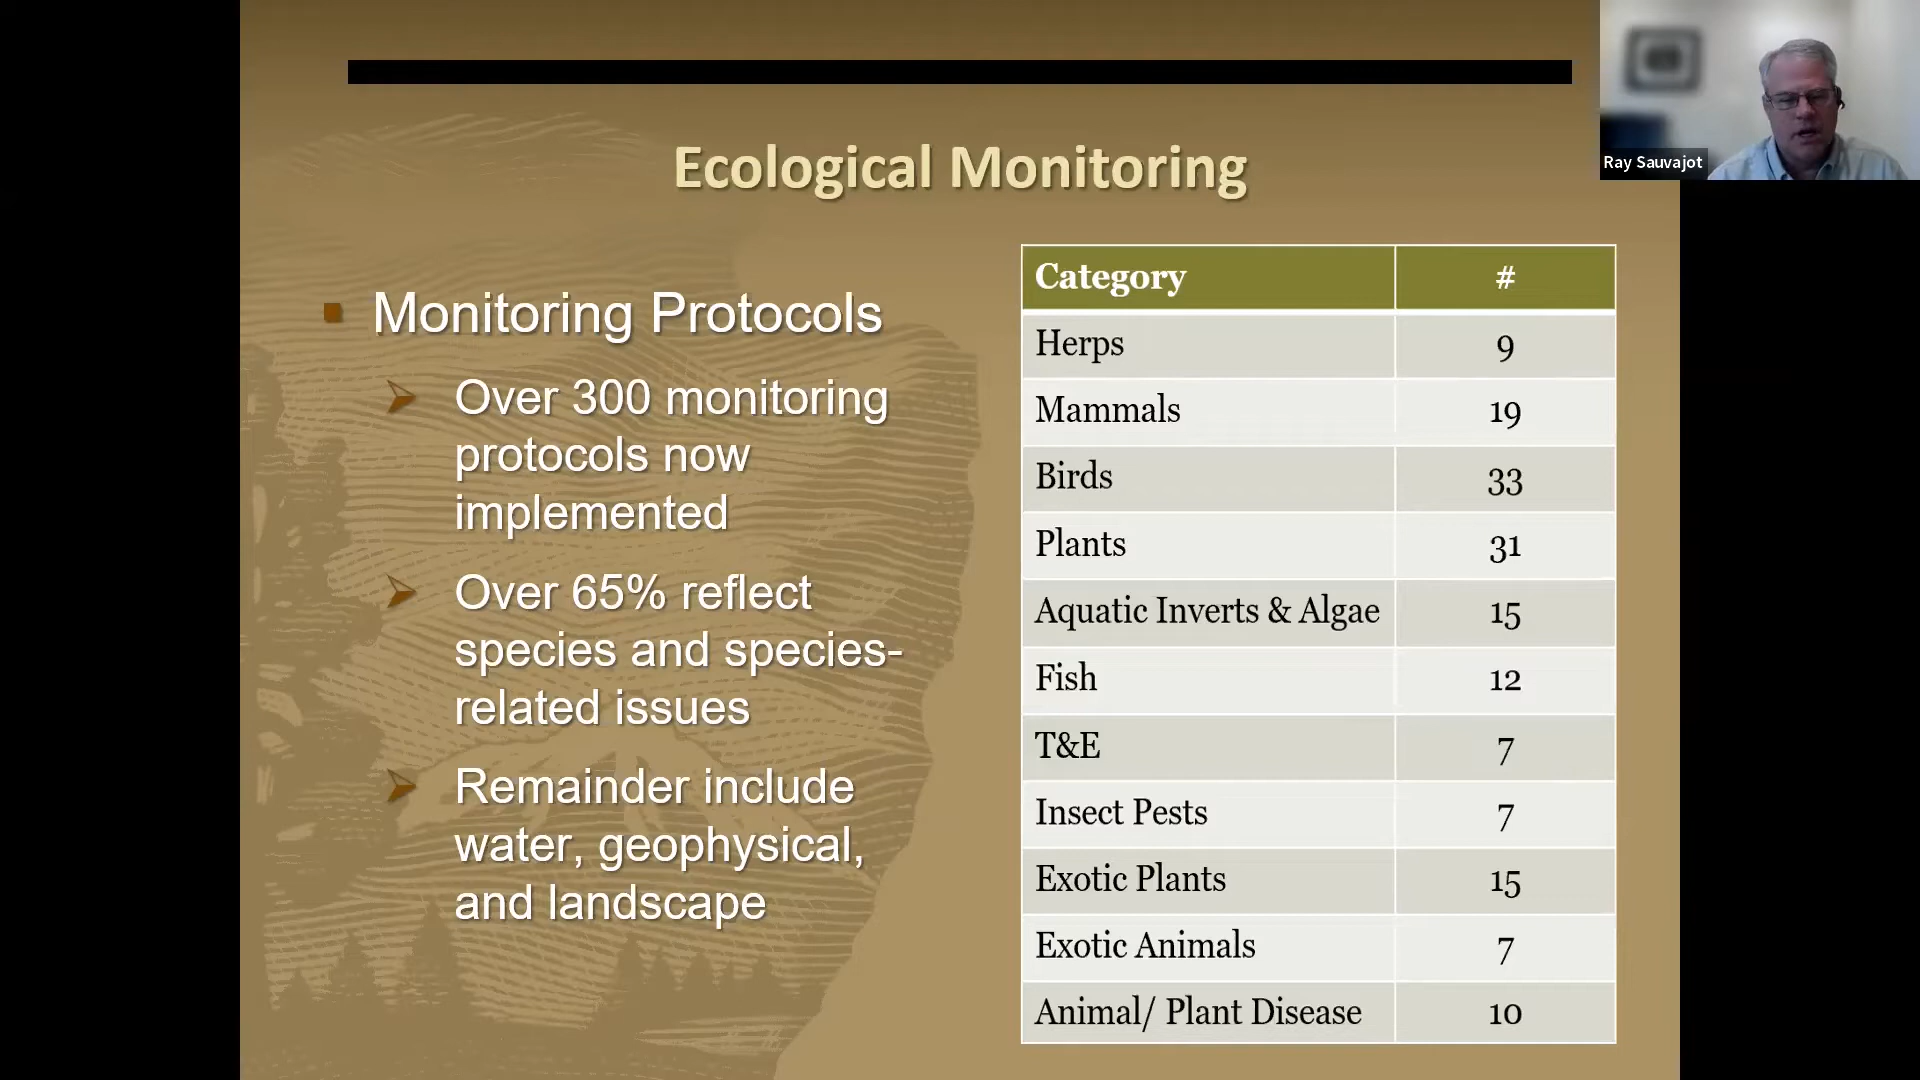 Ray Sauvajot
Ecological Monitoring
Monitoring Protocols
Over 300 monitoring
protocols now
implemented
Over 65% reflect
species and species-
related issues
Remainder include
water, geophysical,
and landscape
Category #
Herps 9
Mammals 19
Birds 33
Plants 31
Aquatic Inverts & Algae 15
Fish 12
T&E 7
Insect Pests 7
Exotic Plants 15
Exotic Animals 7
Animal/ Plant Disease 10